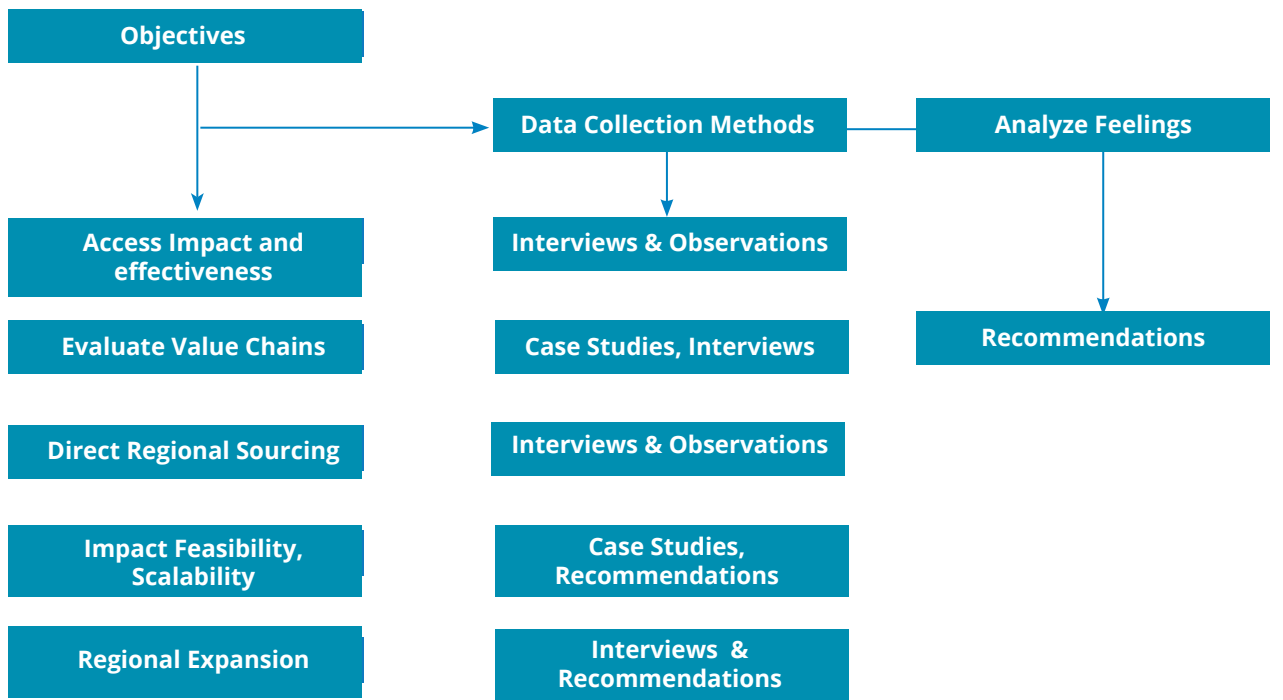 Objectives
Data Collection Methods
Analyze Feelings
Access Impact and
effectiveness
Interviews & Observations
Recommendations
Evaluate Value Chains
Case Studies, Interviews
Direct Regional Sourcing
Interviews & Observations
Impact Feasibility,
Scalability
Case Studies,
Recommendations
Regional Expansion
Interviews &
Recommendations